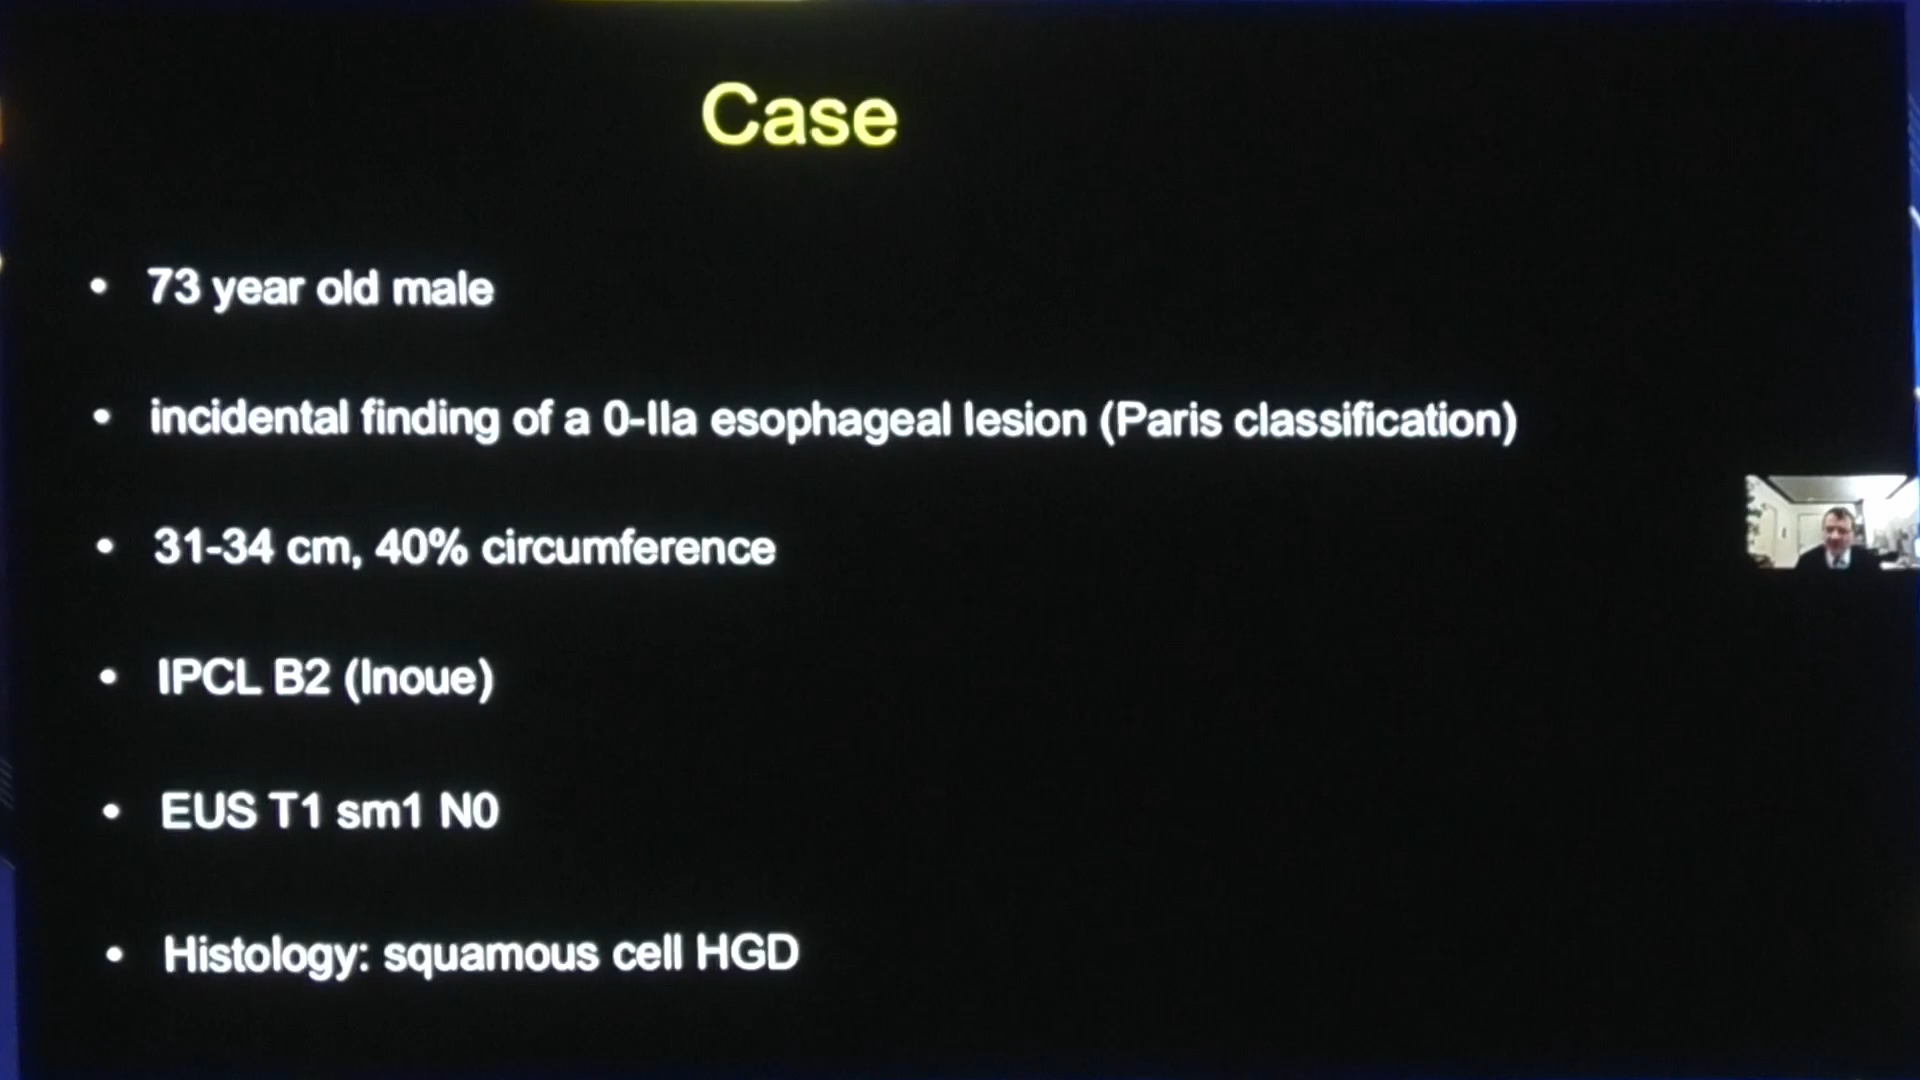 Case
• 73 year old male
• incidental finding of a 0-IIa esophageal lesion (Paris classification)
• 31-34 cm, 40% circumference
• IPCL B2 (Inoue)
• EUS T1 sm1 N0
• Histology: squamous cell HGD